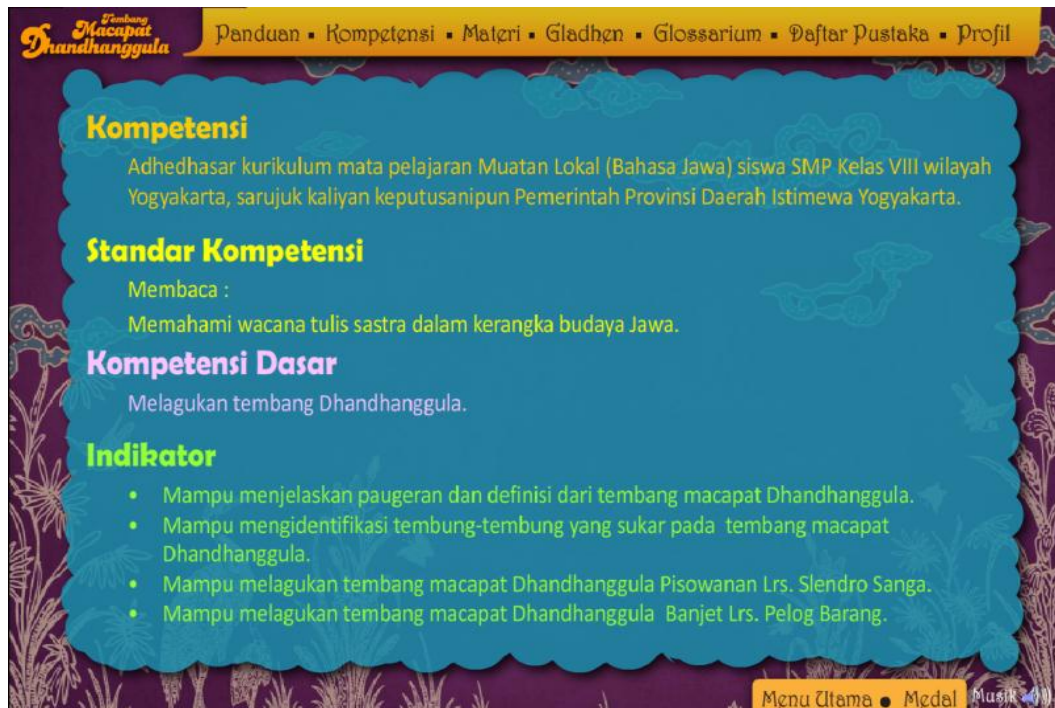 Tembang
Macapat
Dhandhanggula
Panduan ▪ Kompetensi ▪ Materi ▪ Gladhen ▪ Glossarium ▪ Daftar Pustaka ▪ Profil
Kompetensi
Adhedhasar kurikulum mata pelajaran Muatan Lokal (Bahasa Jawa) siswa SMP Kelas VIII wilayah
Yogyakarta, sarujuk kaliyan keputusanipun Pemerintah Provinsi Daerah Istimewa Yogyakarta.
Standar Kompetensi
Membaca :
Memahami wacana tulis sastra dalam kerangka budaya Jawa.
Kompetensi Dasar
Melagukan tembang Dhandhanggula.
Indikator
• Mampu menjelaskan paugeran dan definisi dari tembang macapat Dhandhanggula.
• Mampu mengidentifikasi tembung-tembung yang sukar pada tembang macapat
Dhandhanggula.
• Mampu melagukan tembang macapat Dhandhanggula Pisowanan Lrs. Slendro Sanga.
• Mampu melagukan tembang macapat Dhandhanggula Banjet Lrs. Pelog Barang.
Menu Utama ● Medal Musik